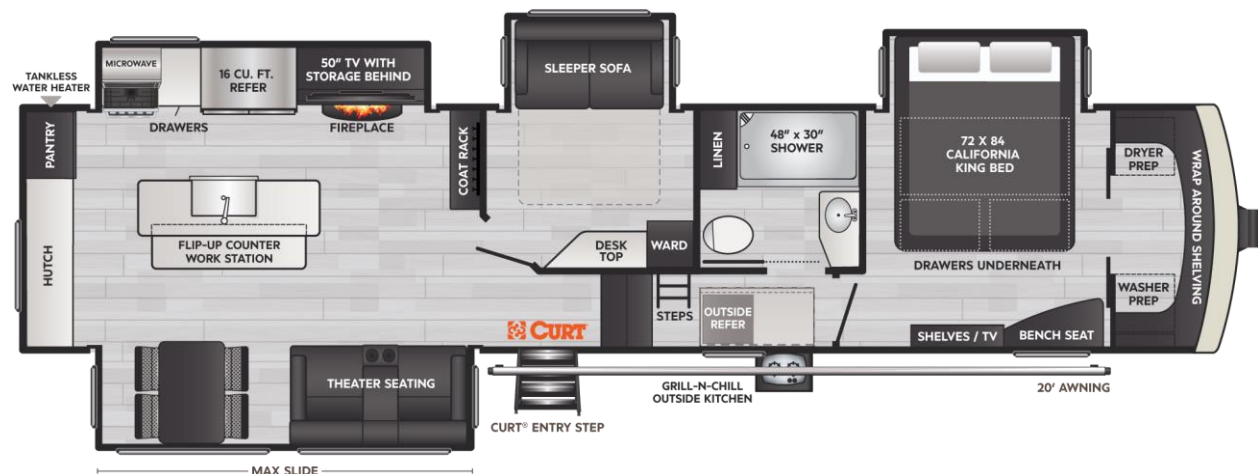 MICROWAVE
16 CU. FT.
REFER
50" TV WITH
STORAGE BEHIND
SLEEPER SOFA
TANKLESS
WATER HEATER
DRAWERS
FIREPLACE
PANTRY
COAT RACK
LINEN
48" x 30"
SHOWER
72 X 84
CALIFORNIA
KING BED
DRYER
PREP
WRAP AROUND SHELVING
HUTCH
FLIP-UP COUNTER
WORK STATION
DESK
TOP
WARD
DRAWERS UNDERNEATH
WASHER
PREP
STEPS
OUTSIDE
REFER
CURT
SHELVES / TV
BENCH SEAT
THEATER SEATING
GRILL-N-CHILL
OUTSIDE KITCHEN
20' AWNING
CURT® ENTRY STEP
MAX SLIDE